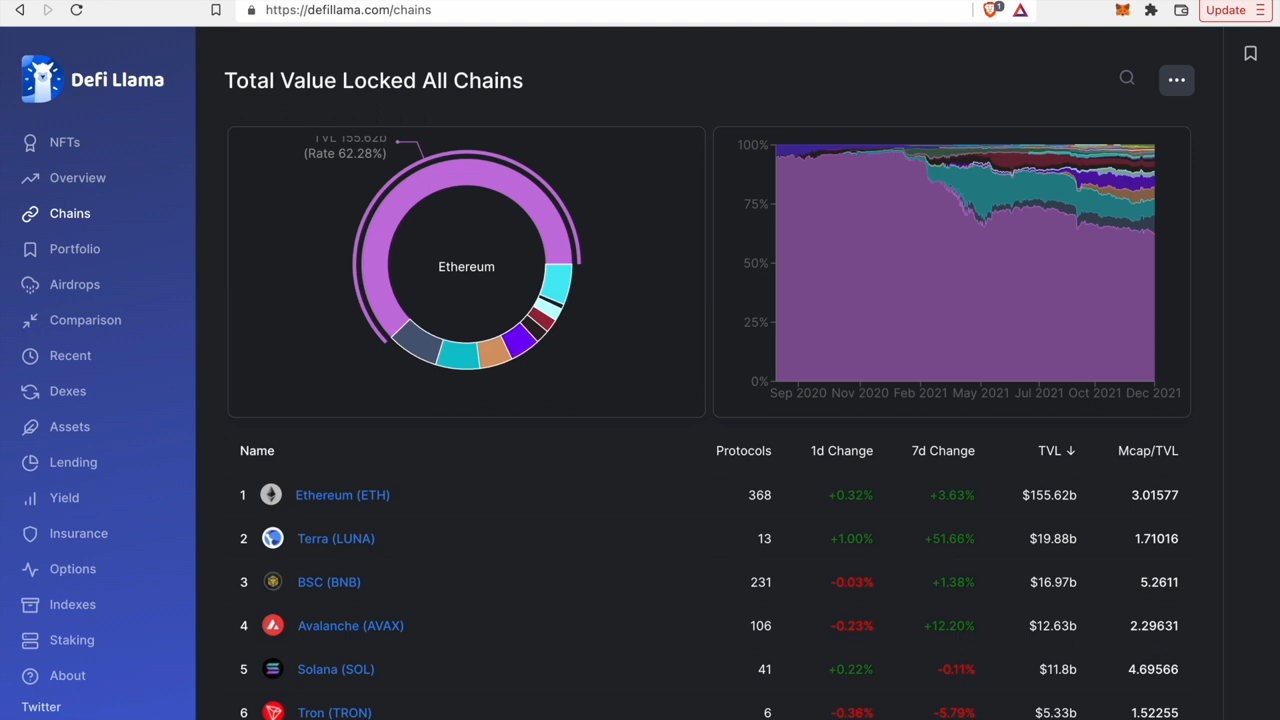 https://defillama.com/chains
1
Update
Defi Llama
NFTs
Overview
Chains
Portfolio
Airdrops
Comparison
Recent
Dexes
Assets
Lending
Yield
Insurance
Options
Indexes
Staking
About
Twitter
Total Value Locked All Chains
TVL 155.62b
(Rate 62.28%)
Ethereum
100%
75%
50%
25%
0%
Sep 2020 Nov 2020 Feb 2021 May 2021 Jul 2021 Oct 2021 Dec 2021
Name Protocols 1d Change 7d Change TVL ↓ Mcap/TVL
1 Ethereum (ETH) 368 +0.32% +3.63% $155.62b 3.01577
2 Terra (LUNA) 13 +1.00% +51.66% $19.88b 1.71016
3 BSC (BNB) 231 -0.03% +1.38% $16.97b 5.2611
4 Avalanche (AVAX) 106 -0.23% +12.20% $12.63b 2.29631
5 Solana (SOL) 41 +0.22% -0.11% $11.8b 4.69566
6 Tron (TRON) 6 -0.36% -5.79% $5.33b 1.52255